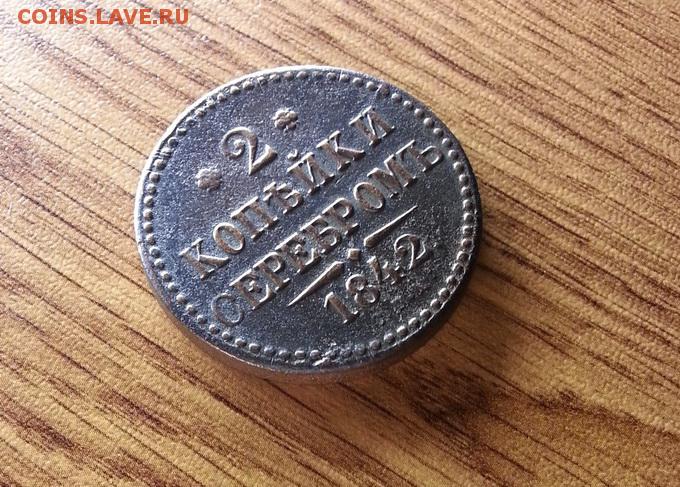 COINS.LAVE.RU
2
КОПѢЙКИ
СЕРЕБРОМЪ
1842